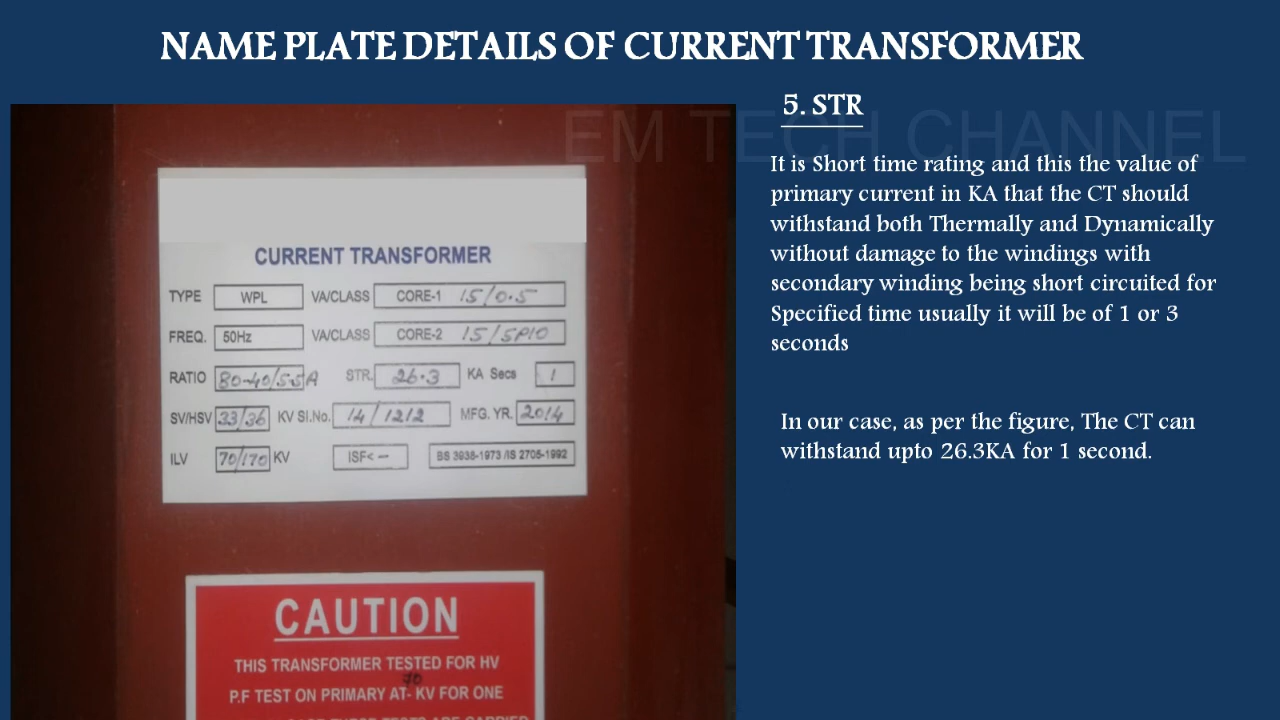 NAME PLATE DETAILS OF CURRENT TRANSFORMER
EM TECH CHANNEL
CURRENT TRANSFORMER
TYPE WPL VA/CLASS CORE-1 15/0.5
FREQ. 50Hz VA/CLASS CORE-2 15/5P10
RATIO 80-40/5-5A STR. 26.3 KA Secs 1
SV/HSV 33/36 KV Sl.No. 14/1212 MFG. YR. 2014
ILV 70/170 KV ISF< - BS 3938-1973 /IS 2705-1992
CAUTION
THIS TRANSFORMER TESTED FOR HV
70
P.F TEST ON PRIMARY AT- KV FOR ONE
THESE TESTS ARE CARRIED
5. STR
It is Short time rating and this the value of
primary current in KA that the CT should
withstand both Thermally and Dynamically
without damage to the windings with
secondary winding being short circuited for
Specified time usually it will be of 1 or 3
seconds
In our case, as per the figure, The CT can
withstand upto 26.3KA for 1 second.